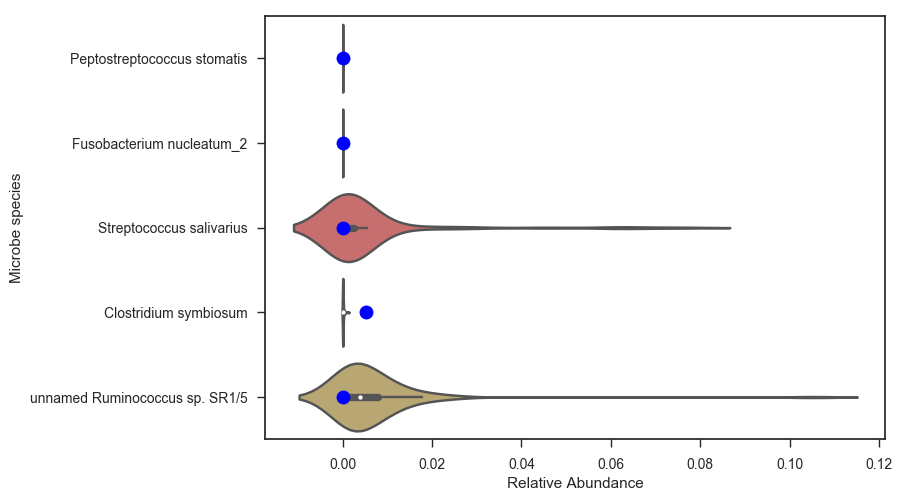 Peptostreptococcus stomatis
Fusobacterium nucleatum_2
Streptococcus salivarius
Clostridium symbiosum
unnamed Ruminococcus sp. SR1/5
Microbe species
0.00 0.02 0.04 0.06 0.08 0.10 0.12
Relative Abundance